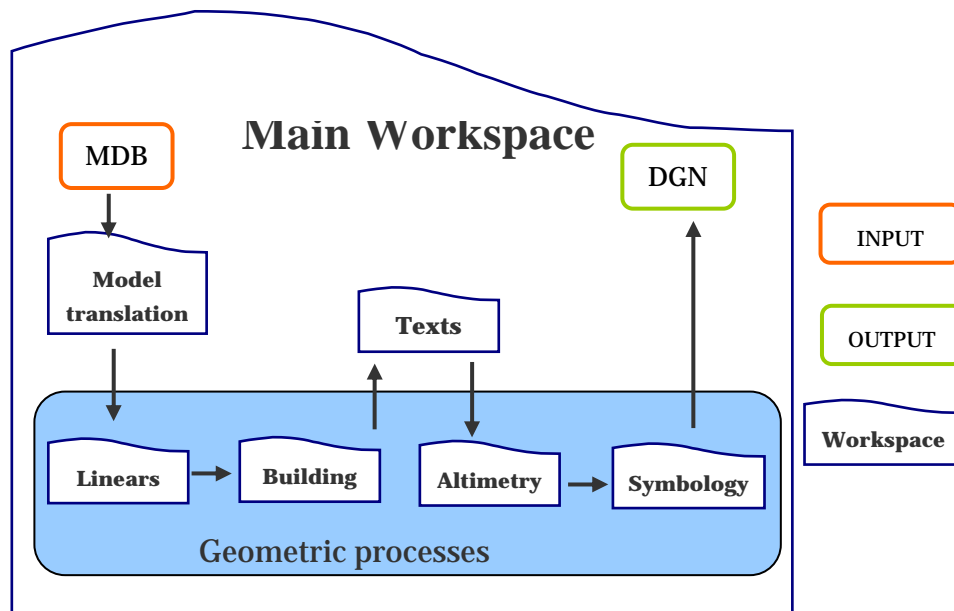 Main Workspace
MDB
DGN
INPUT
Model
translation
Texts
OUTPUT
Workspace
Linears
Building
Altimetry
Symbology
Geometric processes